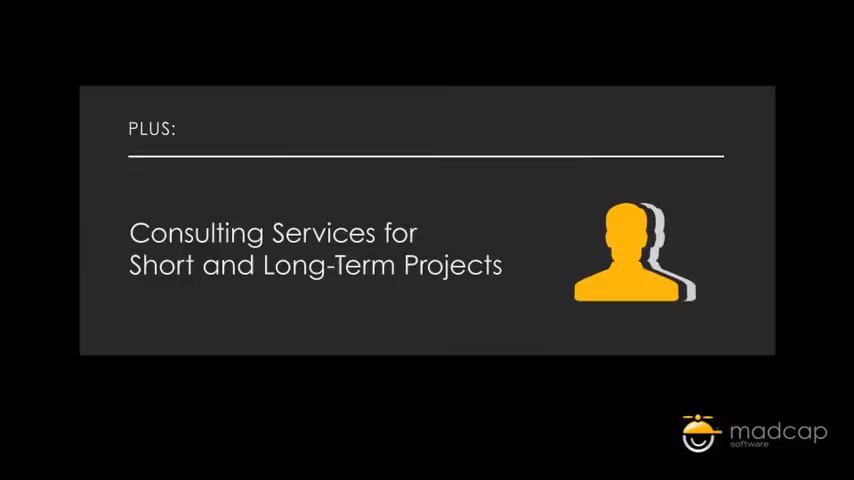 PLUS:
Consulting Services for
Short and Long-Term Projects
madcap
software